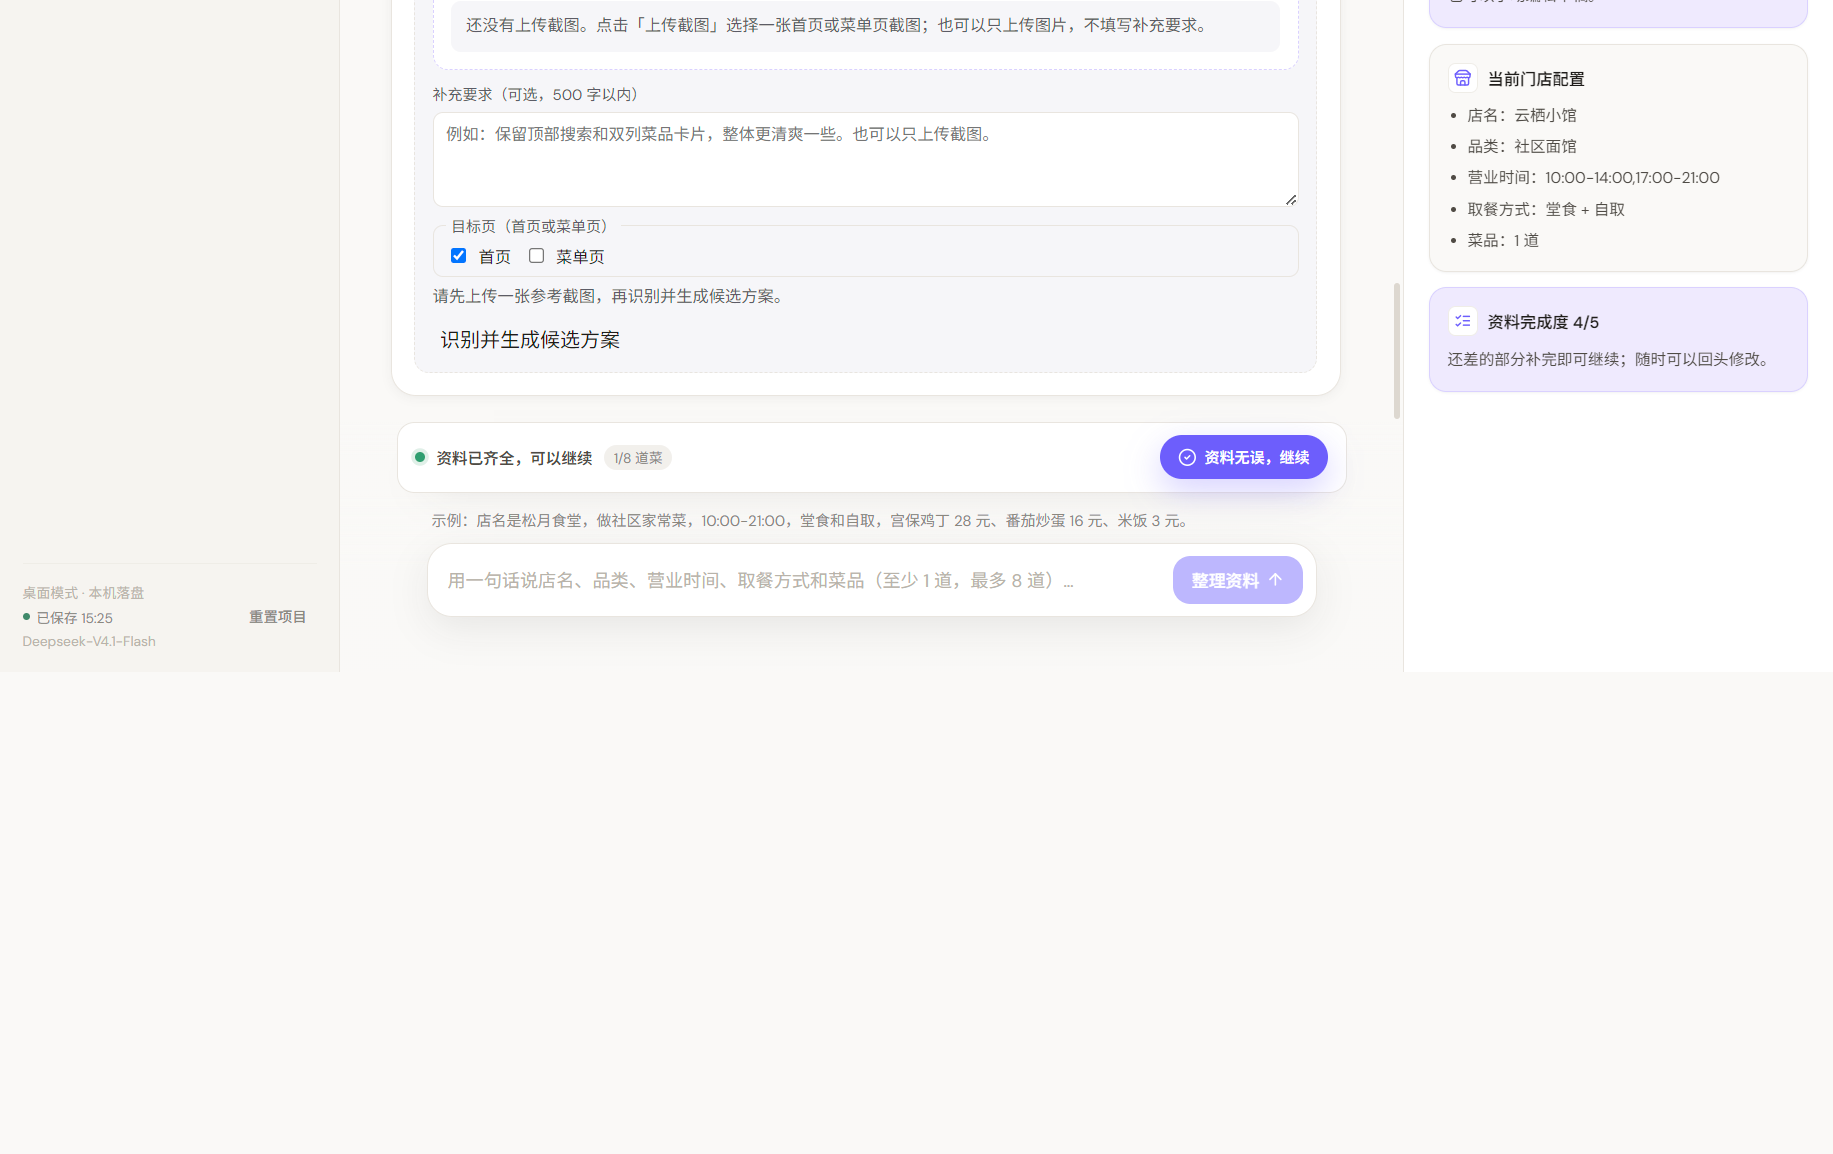 还没有上传截图。点击「上传截图」选择一张首页或菜单页截图；也可以只上传图片，不填写补充要求。
补充要求（可选，500 字以内）
例如：保留顶部搜索和双列菜品卡片，整体更清爽一些。也可以只上传截图。
目标页（首页或菜单页）
首页 菜单页
请先上传一张参考截图，再识别并生成候选方案。
识别并生成候选方案
资料已齐全，可以继续 1/8 道菜
资料无误，继续
示例：店名是松月食堂，做社区家常菜，10:00-21:00，堂食和自取，宫保鸡丁 28 元、番茄炒蛋 16 元、米饭 3 元。
用一句话说店名、品类、营业时间、取餐方式和菜品（至少 1 道，最多 8 道）...
整理资料
桌面模式 · 本机落盘
已保存 15:25
重置项目
Deepseek-V4.1-Flash
当前门店配置
店名：云栖小馆
品类：社区面馆
营业时间：10:00-14:00,17:00-21:00
取餐方式：堂食 + 自取
菜品：1 道
资料完成度 4/5
还差的部分补完即可继续；随时可以回头修改。